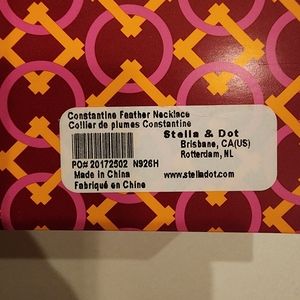 Constantine Feather Necklace
Collier de plumes Constantine
Stella & Dot
Brisbane, CA(US)
Rotterdam, NL
PO# 20172502 N926H
Made in China
www.stelladot.com
Fabriqué en Chine